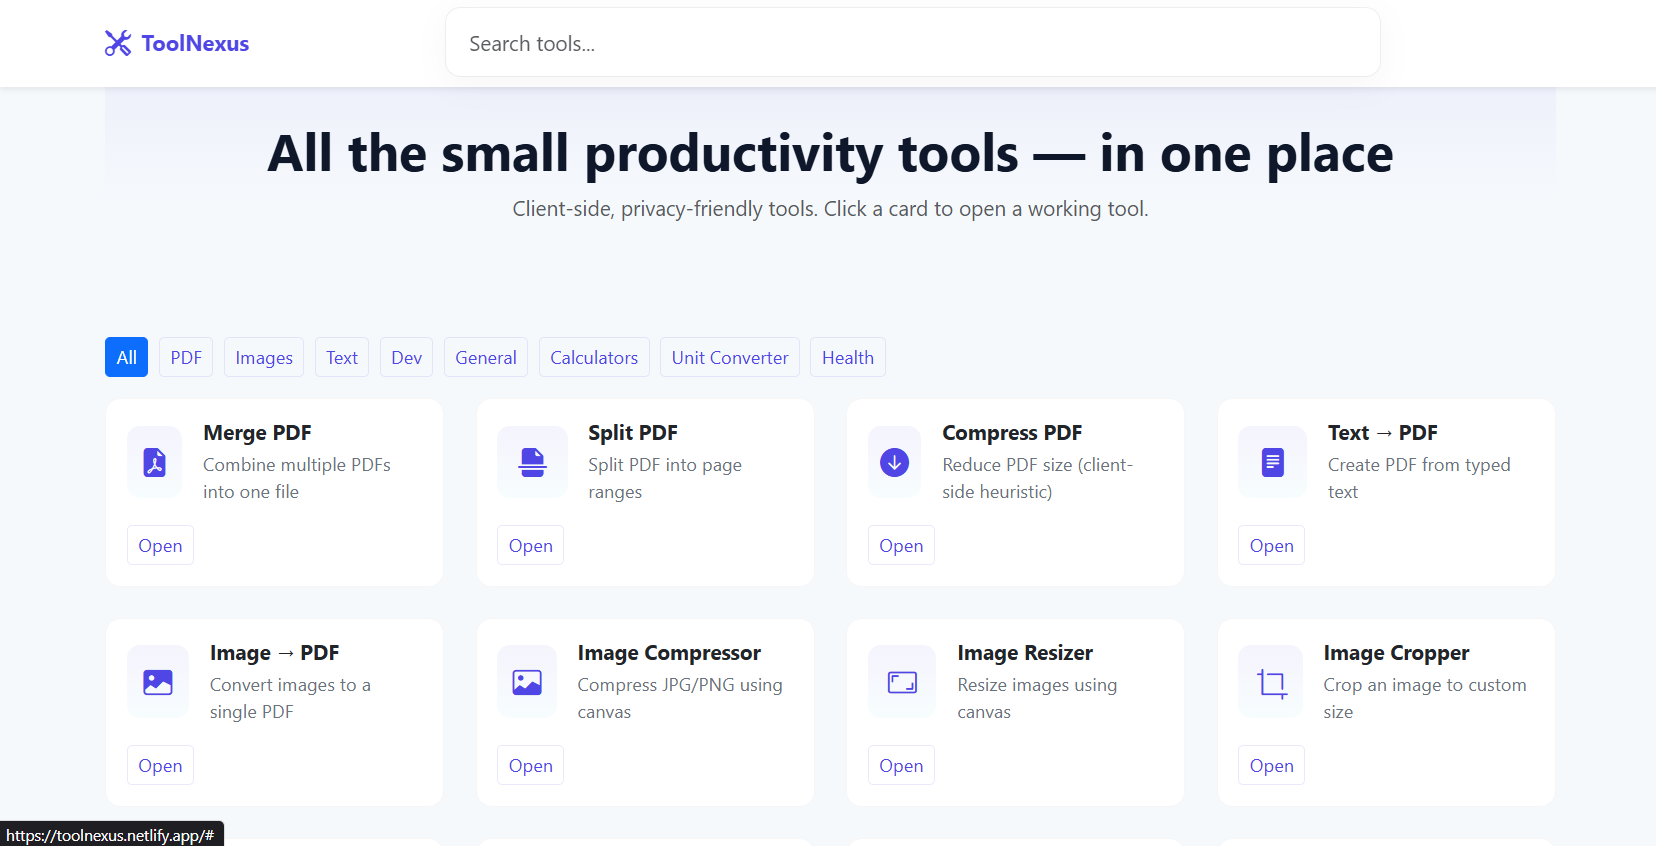 ToolNexus
Search tools...
All the small productivity tools — in one place
Client-side, privacy-friendly tools. Click a card to open a working tool.
All
PDF
Images
Text
Dev
General
Calculators
Unit Converter
Health
Merge PDF
Combine multiple PDFs
into one file
Open
Split PDF
Split PDF into page
ranges
Open
Compress PDF
Reduce PDF size (client-
side heuristic)
Open
Text → PDF
Create PDF from typed
text
Open
Image → PDF
Convert images to a
single PDF
Open
Image Compressor
Compress JPG/PNG using
canvas
Open
Image Resizer
Resize images using
canvas
Open
Image Cropper
Crop an image to custom
size
Open
https://toolnexus.netlify.app/#